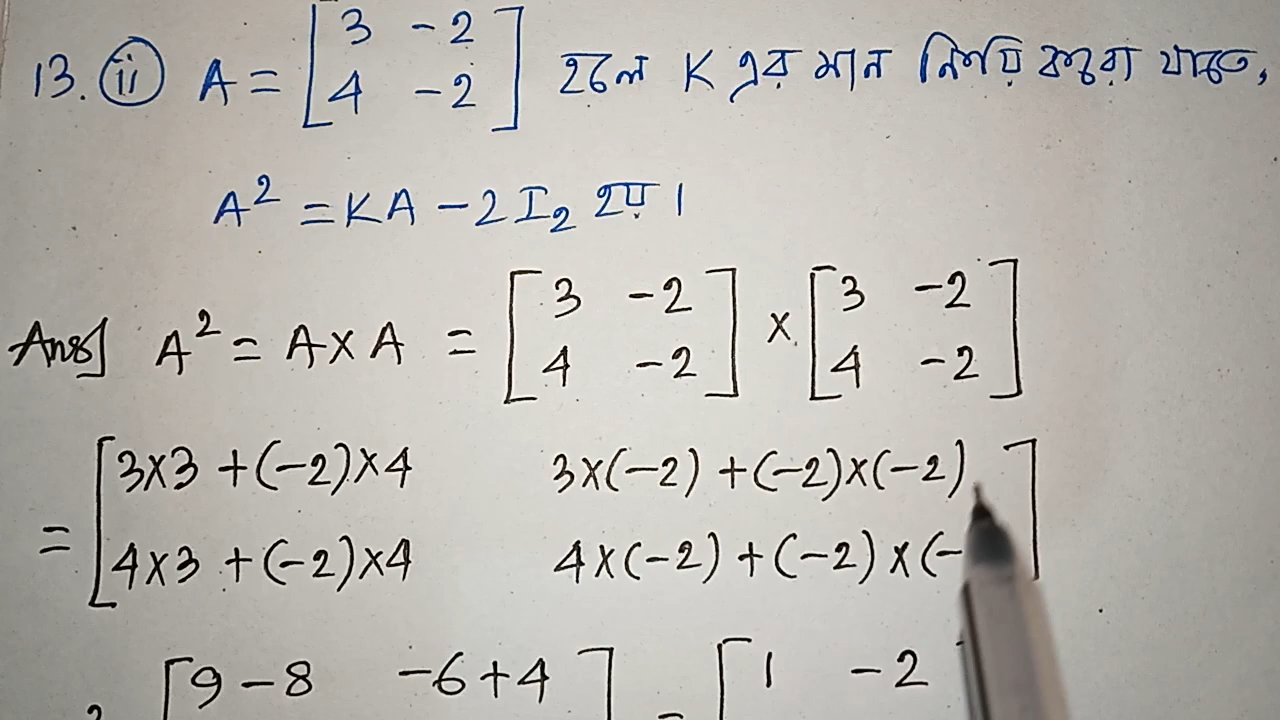 13. (ii) A = [3 -2
4 -2] হলে K এর মান নির্ণয় করো যাতে,
A² = KA - 2I₂ হয়।
Ans] A² = A×A = [3 -2
4 -2] × [3 -2
4 -2]
= [3×3 +(-2)×4 3×(-2) +(-2)×(-2)
4×3 +(-2)×4 4×(-2) +(-2)×(-]
[9-8 -6+4] = [1 -2